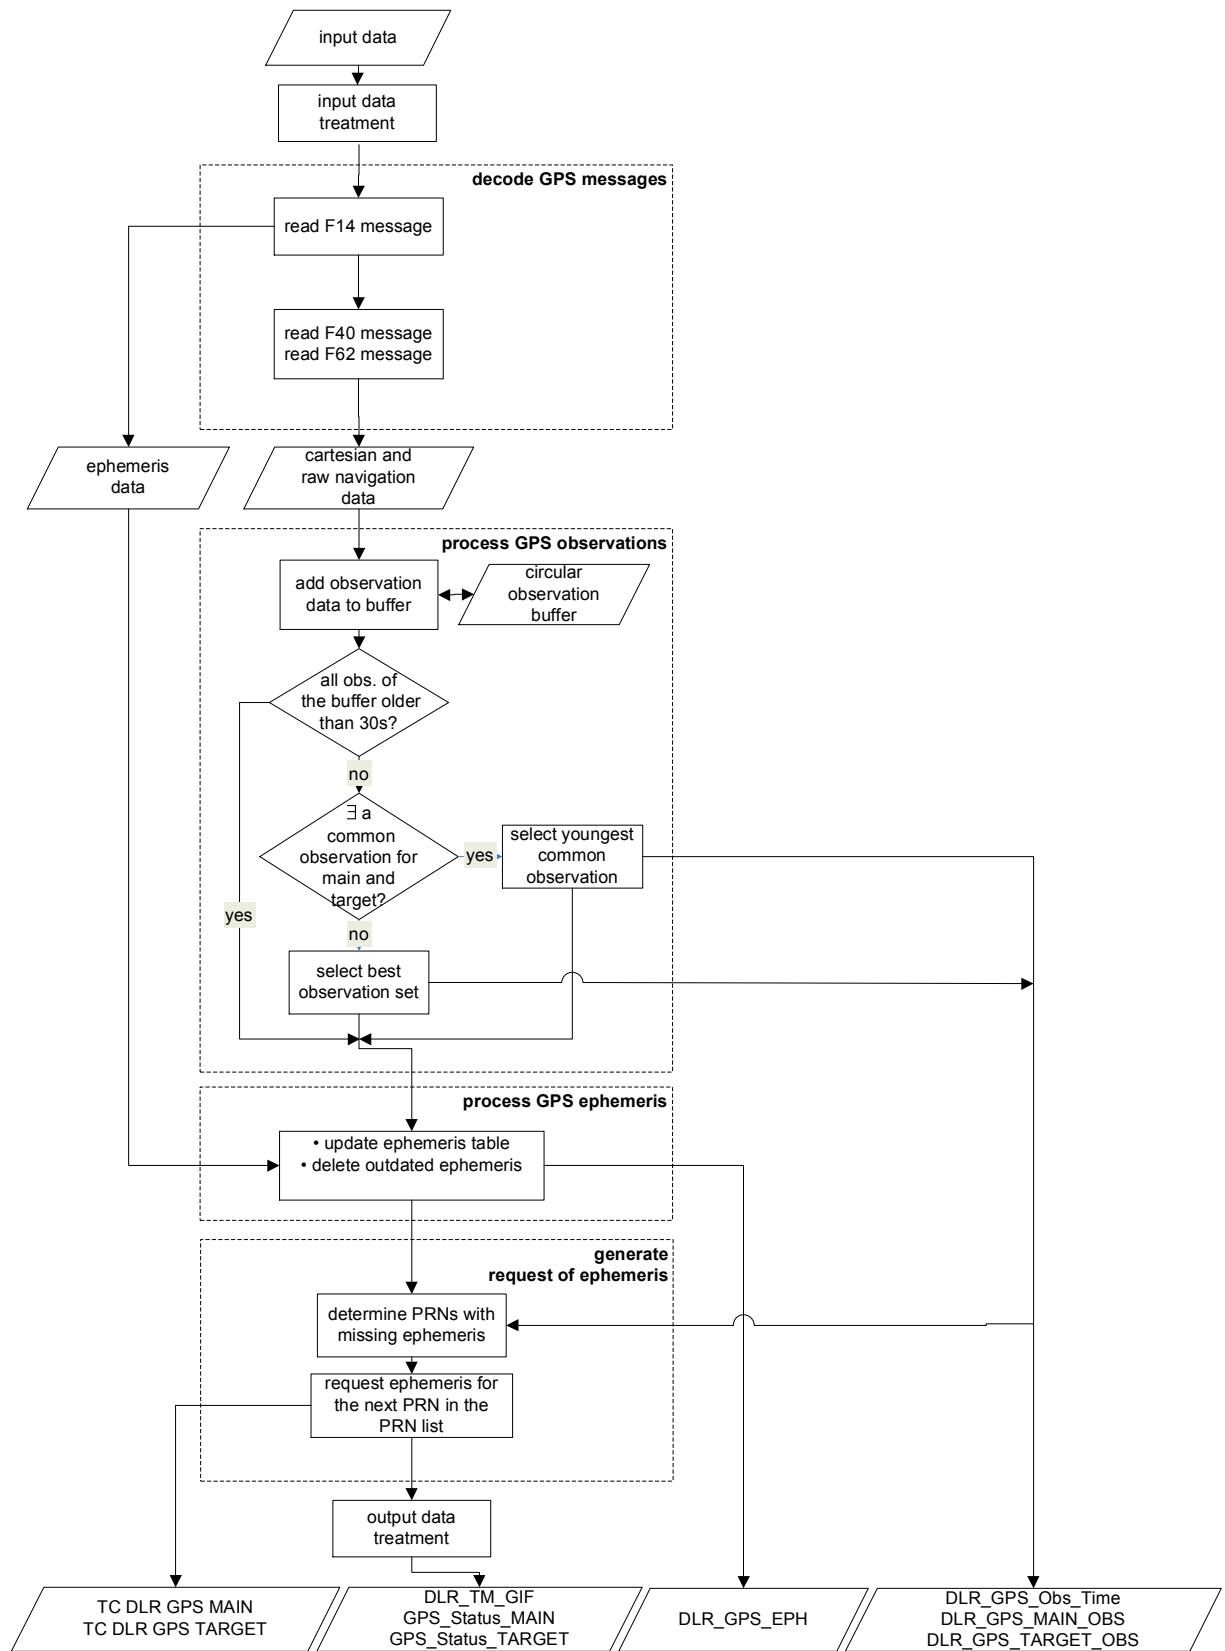 input data
input data
treatment
decode GPS messages
read F14 message
read F40 message
read F62 message
ephemeris
data
cartesian and
raw navigation
data
process GPS observations
add observation
data to buffer
circular
observation
buffer
all obs. of
the buffer older
than 30s?
no
∃ a
common
observation for
main and
target?
yes
select youngest
common
observation
yes
no
select best
observation set
process GPS ephemeris
• update ephemeris table
• delete outdated ephemeris
generate
request of ephemeris
determine PRNs with
missing ephemeris
request ephemeris for
the next PRN in the
PRN list
output data
treatment
TC DLR GPS MAIN
TC DLR GPS TARGET
DLR_TM_GIF
GPS_Status_MAIN
GPS_Status_TARGET
DLR_GPS_EPH
DLR_GPS_Obs_Time
DLR_GPS_MAIN_OBS
DLR_GPS_TARGET_OBS